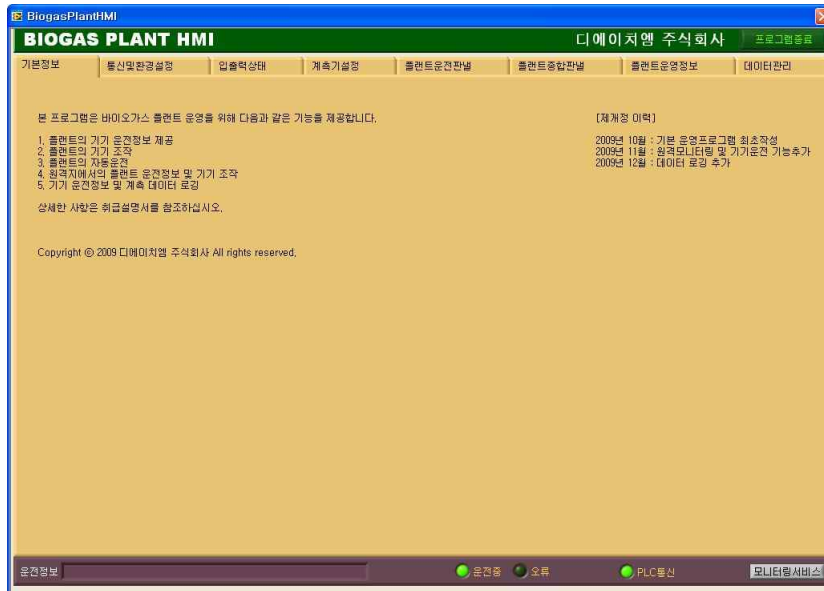 BiogasPlantHMI
BIOGAS PLANT HMI
디에이치엠 주식회사
프로그램종료
기본정보
통신및환경설정
입출력상태
계측기설정
플랜트운전판넬
플랜트종합판넬
플랜트운영정보
데이터관리
본 프로그램은 바이오가스 플랜트 운영을 위해 다음과 같은 기능을 제공합니다.
1. 플랜트의 기기 운전정보 제공
2. 플랜트의 기기 조작
3. 플랜트의 자동운전
4. 원격지에서의 플랜트 운전정보 및 기기 조작
5. 기기 운전정보 및 계측 데이터 로깅
상세한 사항은 취급설명서를 참조하십시오.
Copyright ⓒ 2009 디에이치엠 주식회사 All rights reserved.
[제개정 이력]
2009년 10월 : 기본 운영프로그램 최초작성
2009년 11월 : 원격모니터링 및 기기운전 기능추가
2009년 12월 : 데이터 로깅 추가
운전정보
운전중
오류
PLC통신
모니터링서비스